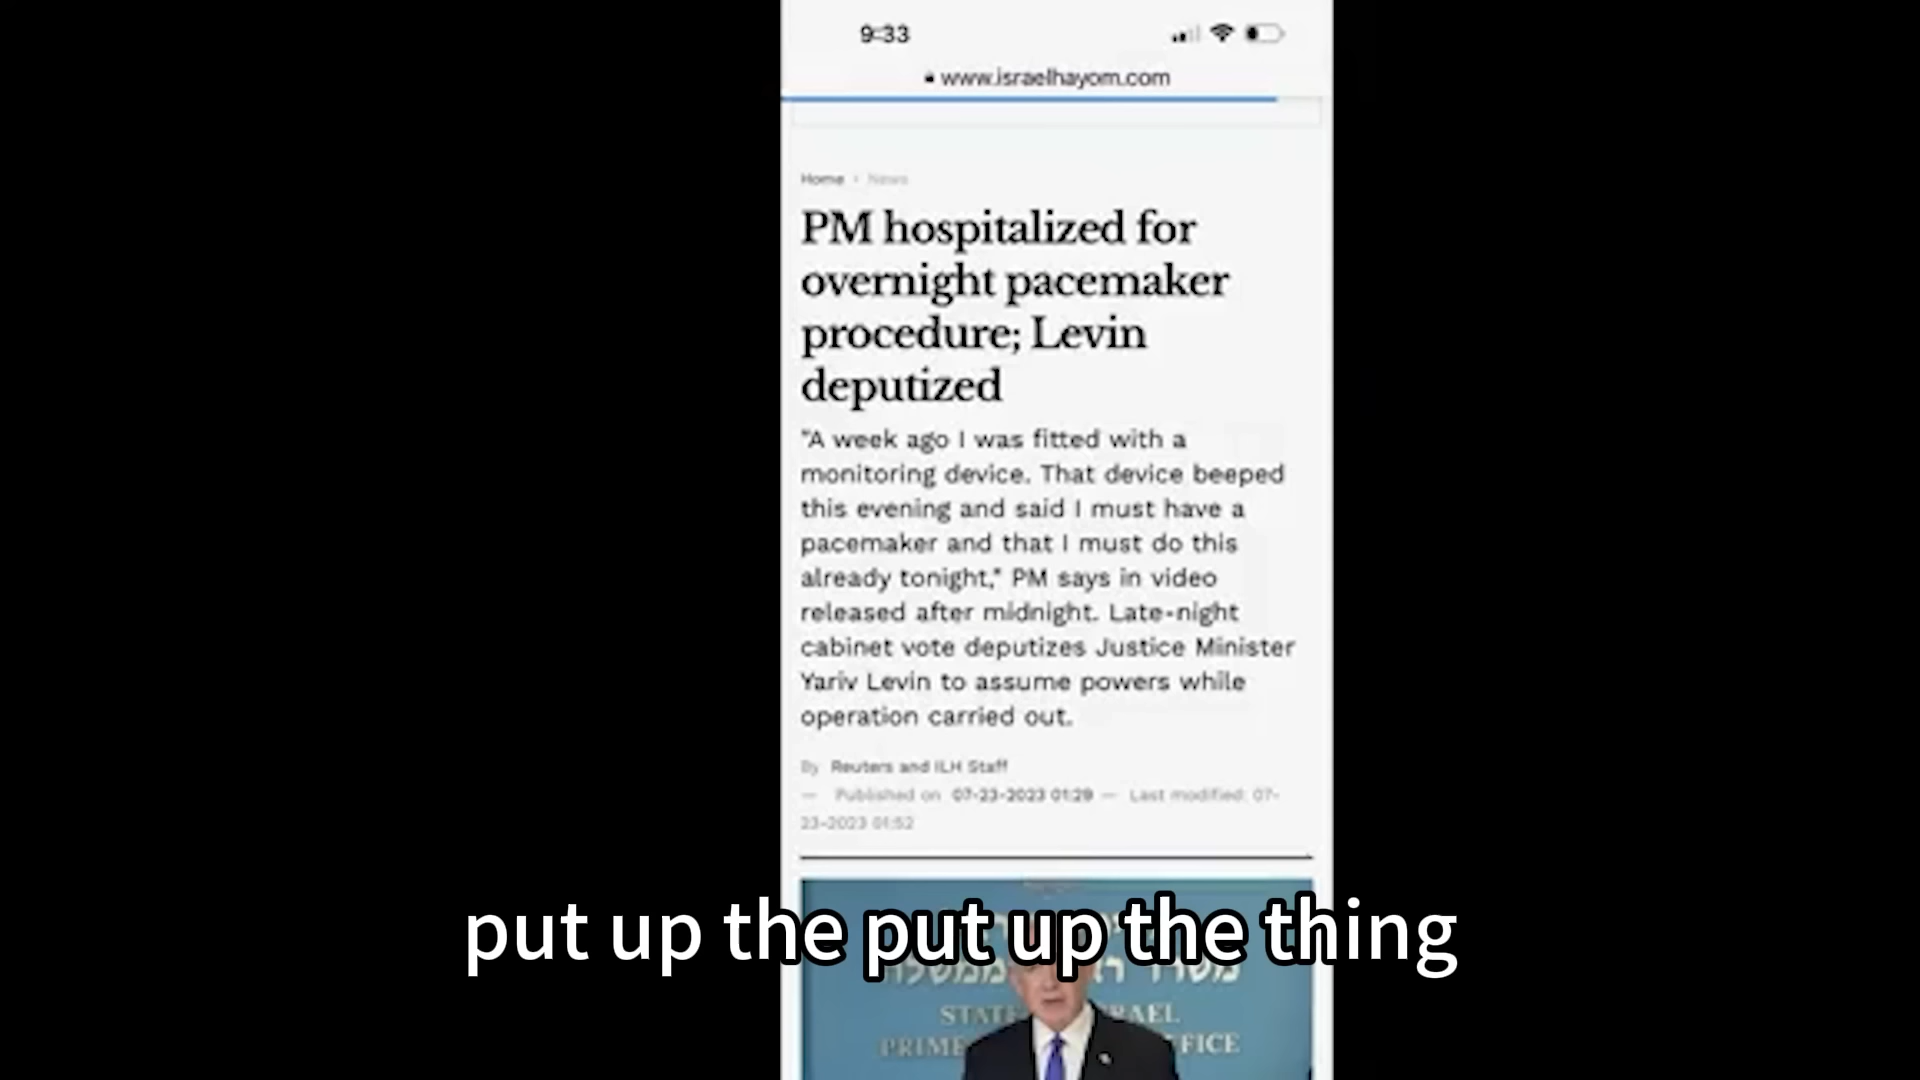 9:33
www.israelhayom.com
Home › News
PM hospitalized for
overnight pacemaker
procedure; Levin
deputized
"A week ago I was fitted with a
monitoring device. That device beeped
this evening and said I must have a
pacemaker and that I must do this
already tonight," PM says in video
released after midnight. Late-night
cabinet vote deputizes Justice Minister
Yariv Levin to assume powers while
operation carried out.
By Reuters and ILH Staff
— Published on 07-23-2023 01:29 — Last modified: 07-
23-2023 01:52
put up the put up the thing
משרד
STATE
PRIME